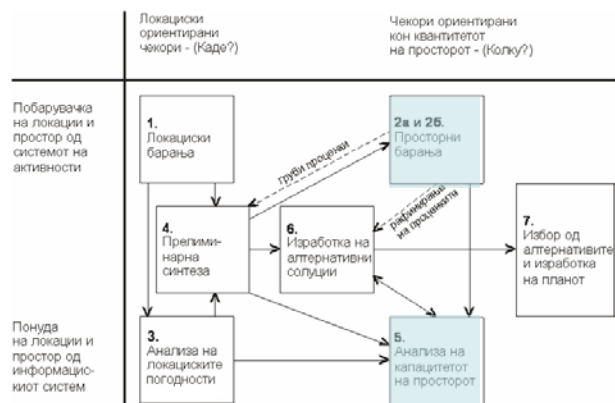 Локациски
ориентирани
чекори - (Каде?)
Чекори ориентирани
кон квантитетот
на просторот - (Колку?)
Побарувачка
на локации и
простор од
системот на
активности
1.
Локациски
барања
2а и 2б.
Просторни
барања
груби проценки
рафинирање
на проценките
4.
Прелими-
нарна
синтеза
6.
Изработка на
алтернативни
солуции
7.
Избор од
алтернативите
и изработка
на планот
Понуда
на локации и
простор од
информацис-
киот систем
3.
Анализа на
локациските
погодности
5.
Анализа на
капацитетот
на просторот